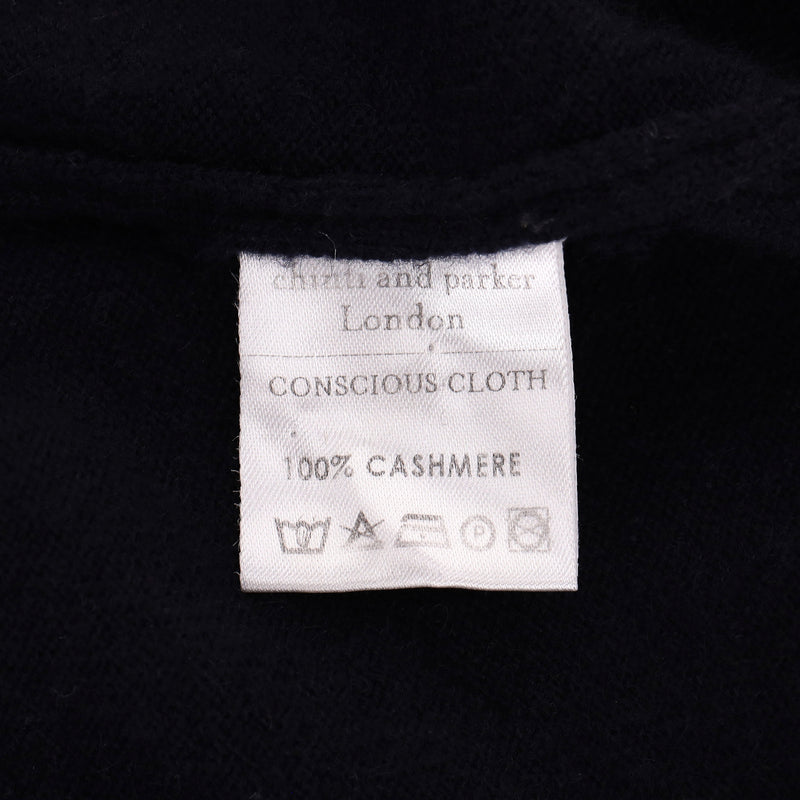 chinti and parker
London
CONSCIOUS CLOTH
100% CASHMERE
P